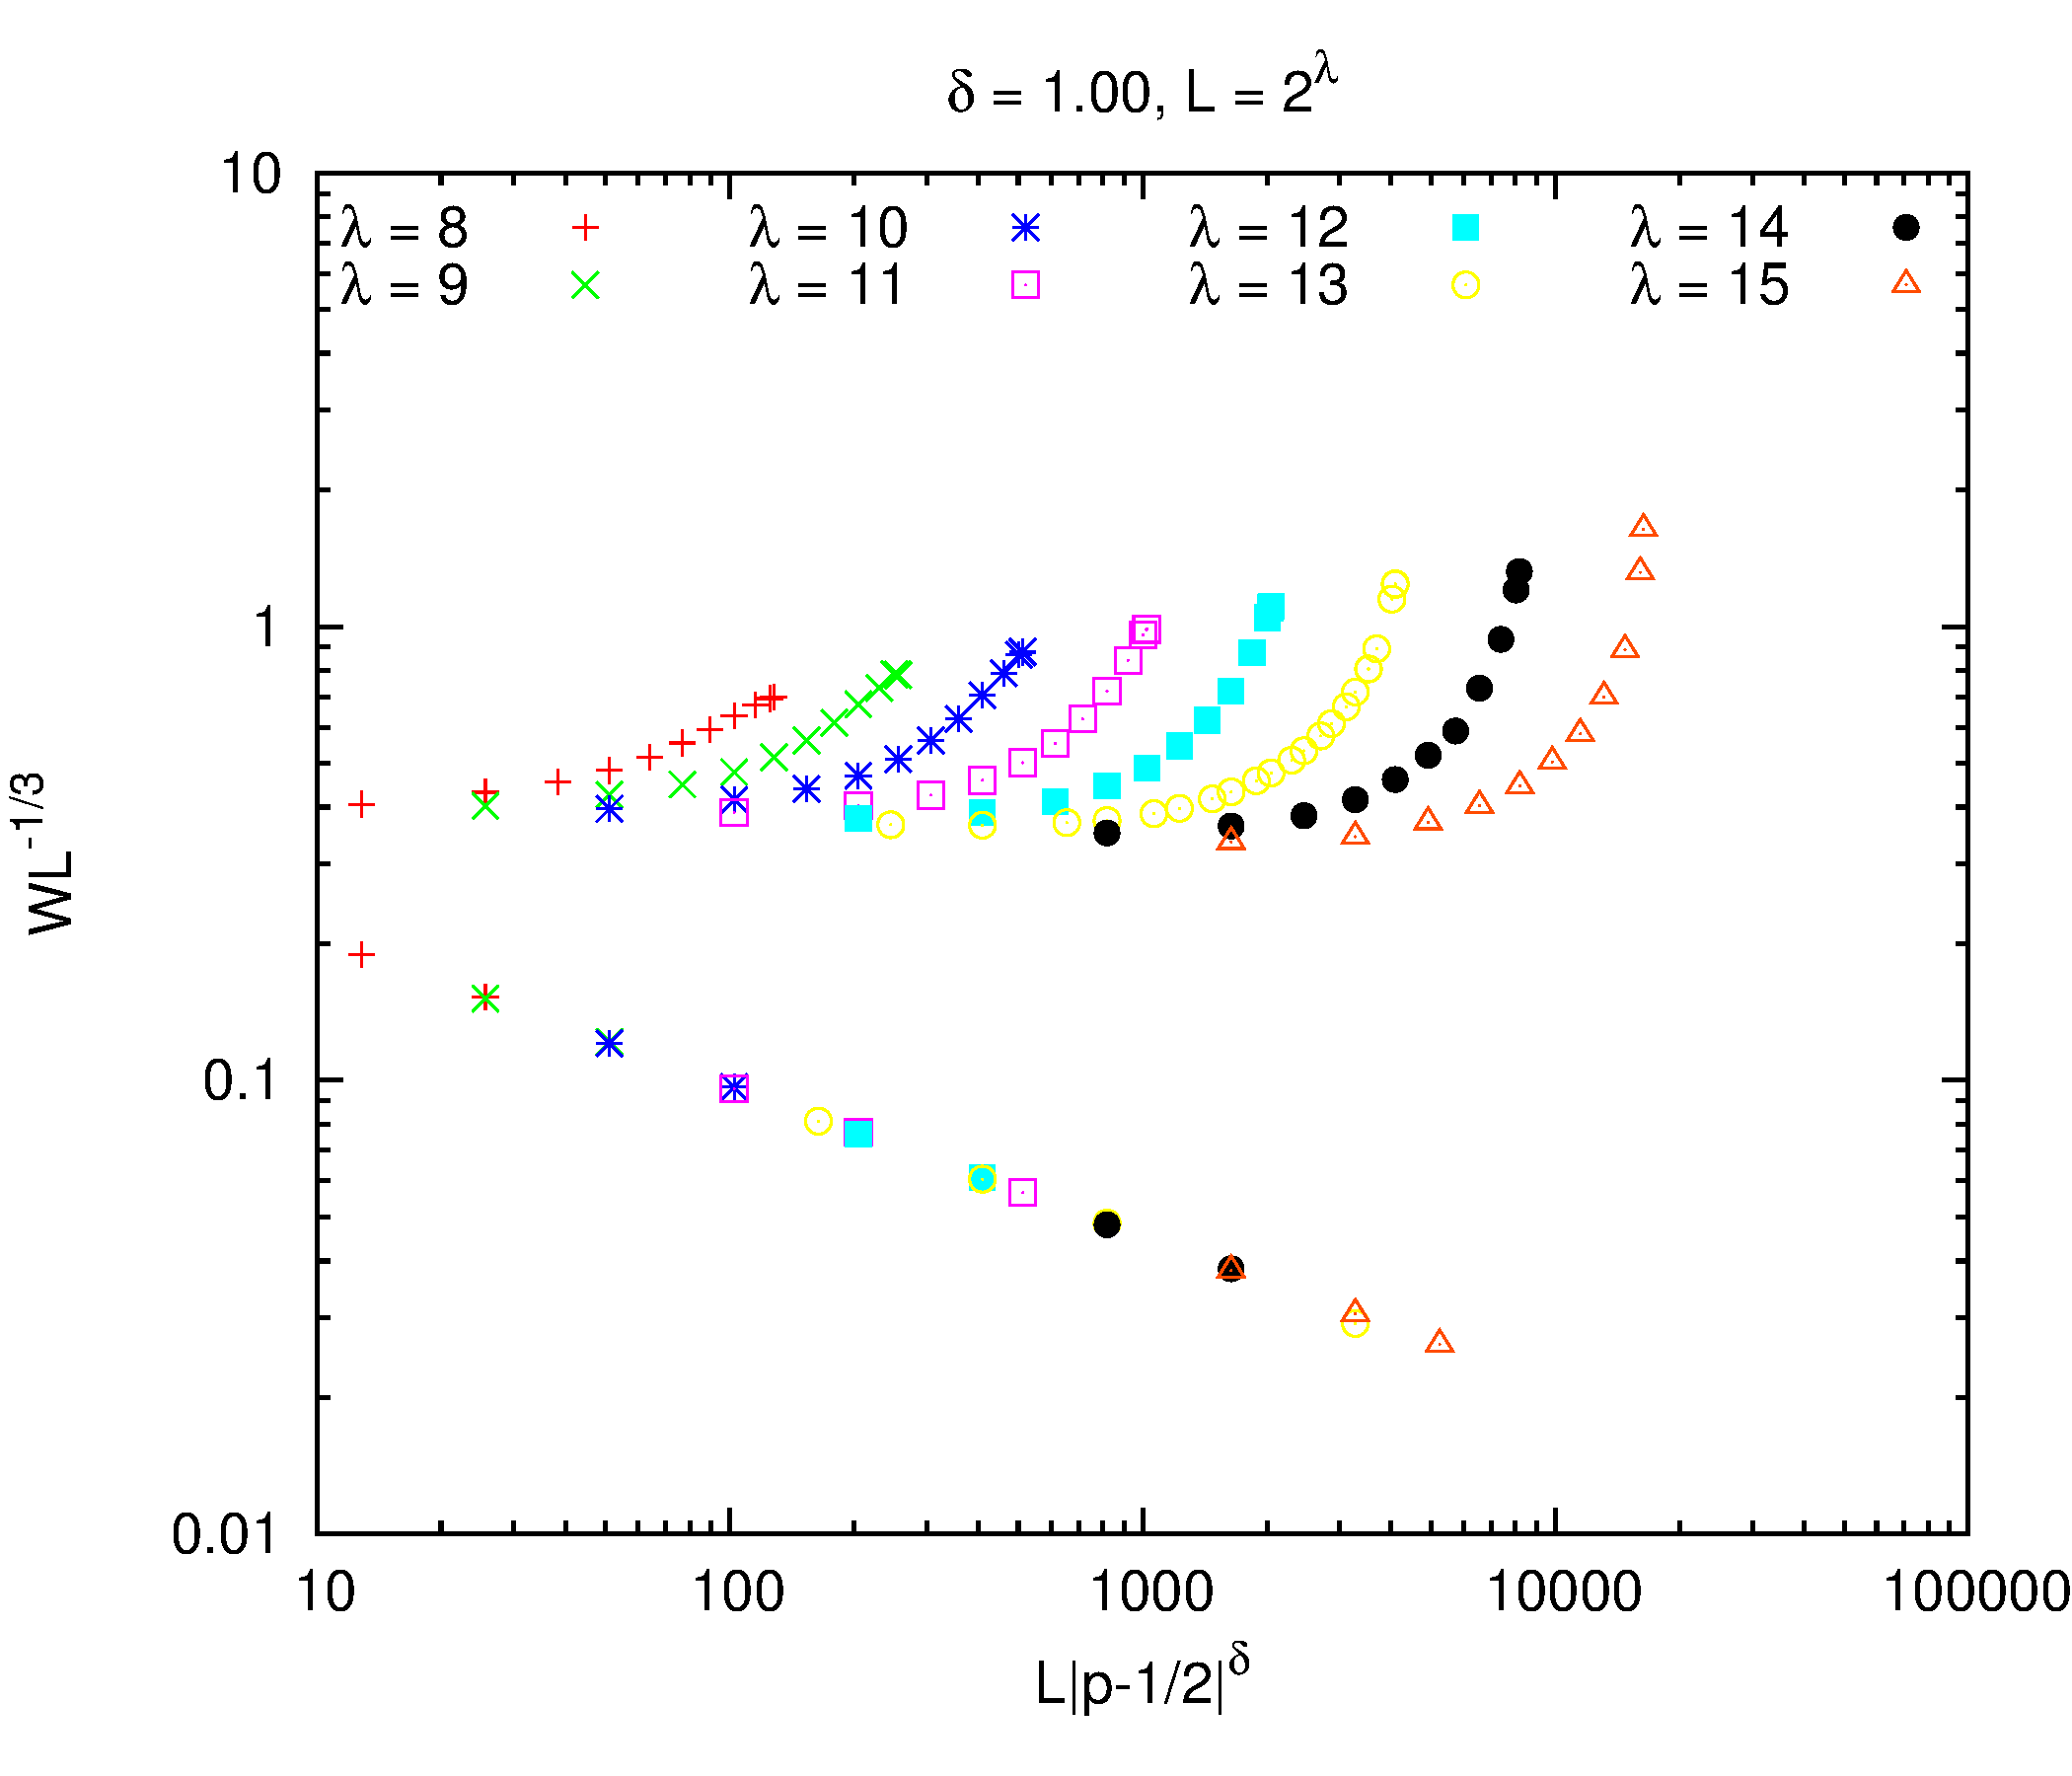 δ = 1.00, L = 2^λ
10
λ = 8 λ = 10 λ = 12 λ = 14
λ = 9 λ = 11 λ = 13 λ = 15
1
WL^-1/3
0.1
0.01
10 100 1000 10000 100000
L|p-1/2|^δ